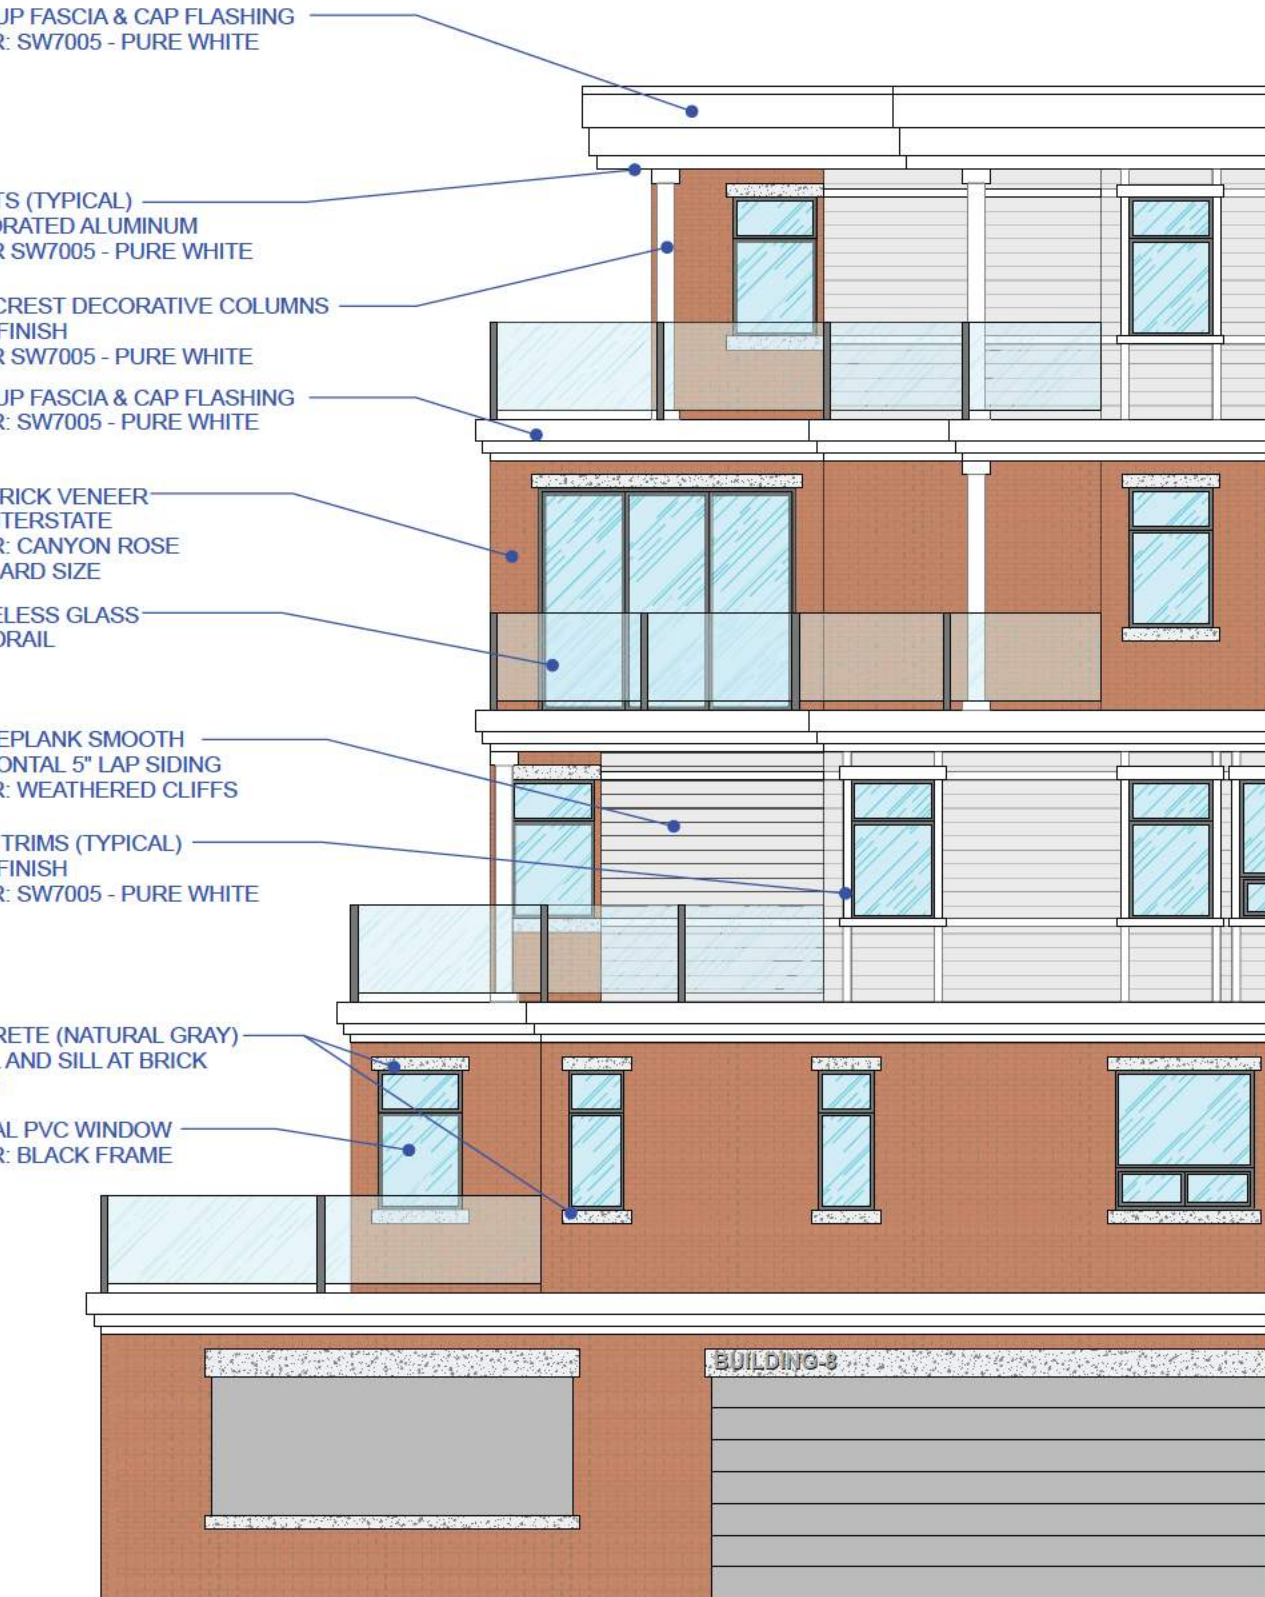 UP FASCIA & CAP FLASHING
R: SW7005 - PURE WHITE
TS (TYPICAL)
ORATED ALUMINUM
R SW7005 - PURE WHITE
CREST DECORATIVE COLUMNS
FINISH
R SW7005 - PURE WHITE
UP FASCIA & CAP FLASHING
R: SW7005 - PURE WHITE
RICK VENEER
TERSTATE
R: CANYON ROSE
ARD SIZE
ELESS GLASS
DRAIL
EPLANK SMOOTH
ONTAL 5" LAP SIDING
R: WEATHERED CLIFFS
TRIMS (TYPICAL)
FINISH
R: SW7005 - PURE WHITE
RETE (NATURAL GRAY)
L AND SILL AT BRICK
AL PVC WINDOW
R: BLACK FRAME
BUILDING-8